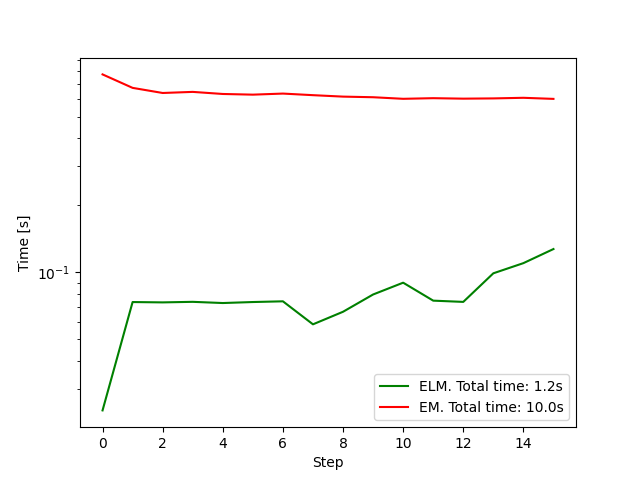 Time [s]
10⁻¹
ELM. Total time: 1.2s
EM. Total time: 10.0s
0 2 4 6 8 10 12 14
Step